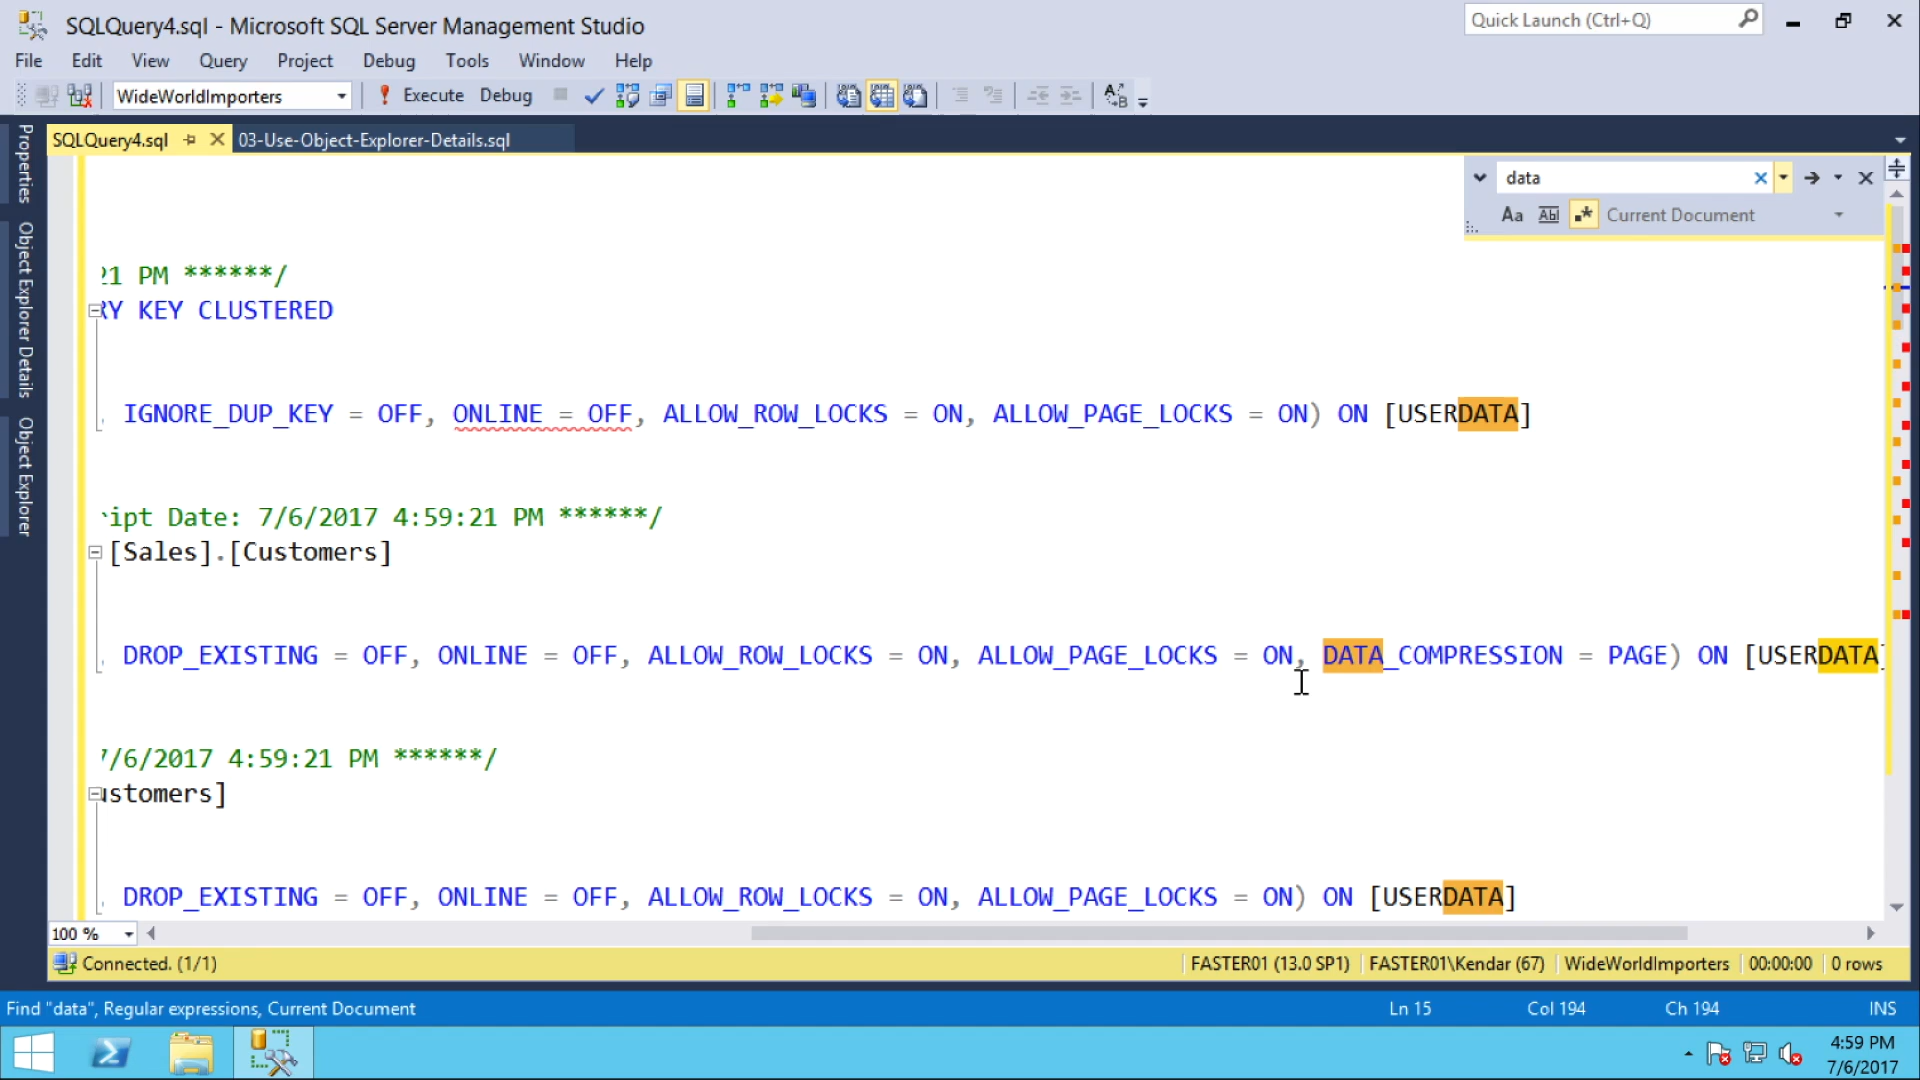 SQLQuery4.sql - Microsoft SQL Server Management Studio
Quick Launch (Ctrl+Q)
File Edit View Query Project Debug Tools Window Help
WideWorldImporters
Execute Debug
SQLQuery4.sql
03-Use-Object-Explorer-Details.sql
Properties
Object Explorer Details
Object Explorer
data
Aa Ab Current Document
21 PM ******/
RY KEY CLUSTERED
, IGNORE_DUP_KEY = OFF, ONLINE = OFF, ALLOW_ROW_LOCKS = ON, ALLOW_PAGE_LOCKS = ON) ON [USERDATA]
ript Date: 7/6/2017 4:59:21 PM ******/
[Sales].[Customers]
, DROP_EXISTING = OFF, ONLINE = OFF, ALLOW_ROW_LOCKS = ON, ALLOW_PAGE_LOCKS = ON, DATA_COMPRESSION = PAGE) ON [USERDATA]
7/6/2017 4:59:21 PM ******/
ustomers]
, DROP_EXISTING = OFF, ONLINE = OFF, ALLOW_ROW_LOCKS = ON, ALLOW_PAGE_LOCKS = ON) ON [USERDATA]
100 %
Connected. (1/1)
FASTER01 (13.0 SP1) FASTER01\Kendar (67) WideWorldImporters 00:00:00 0 rows
Find "data", Regular expressions, Current Document
Ln 15 Col 194 Ch 194 INS
4:59 PM
7/6/2017